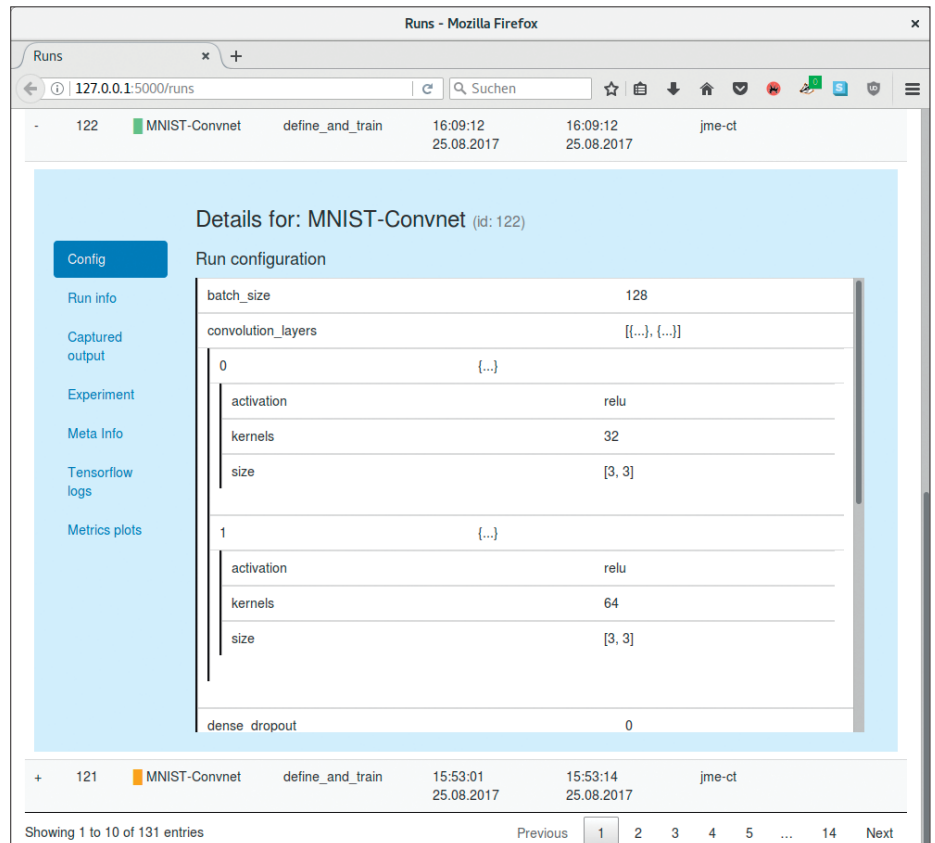 Runs - Mozilla Firefox ×
Runs × +
127.0.0.1:5000/runs Suchen 0 S
- 122 MNIST-Convnet define_and_train 16:09:12 16:09:12 jme-ct
25.08.2017 25.08.2017
Details for: MNIST-Convnet (id: 122)
Config
Run info
Captured
output
Experiment
Meta Info
Tensorflow
logs
Metrics plots
Run configuration
batch_size 128
convolution_layers [{...}, {...}]
0 {...}
activation relu
kernels 32
size [3, 3]
1 {...}
activation relu
kernels 64
size [3, 3]
dense_dropout 0
+ 121 MNIST-Convnet define_and_train 15:53:01 15:53:14 jme-ct
25.08.2017 25.08.2017
Showing 1 to 10 of 131 entries Previous 1 2 3 4 5 ... 14 Next